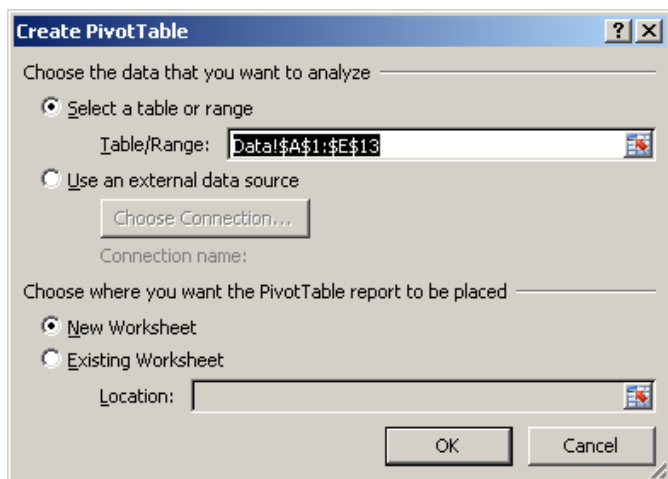 Create PivotTable
Choose the data that you want to analyze
Select a table or range
Table/Range: Data!$A$1:$E$13
Use an external data source
Choose Connection...
Connection name:
Choose where you want the PivotTable report to be placed
New Worksheet
Existing Worksheet
Location:
OK Cancel